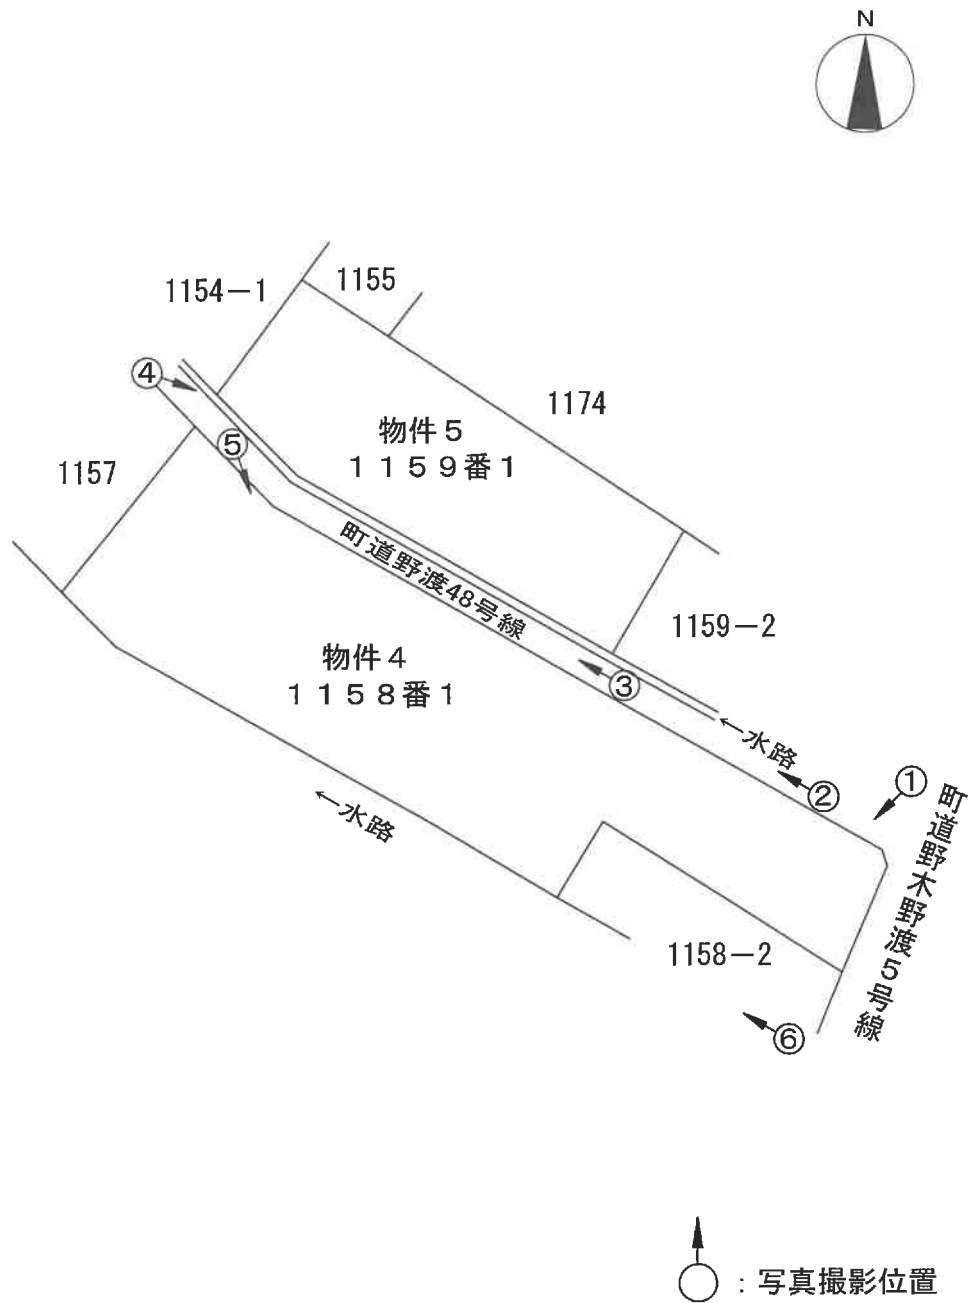 N
1155
1154－1
④
1174
物件５
１１５９番１
⑤
1157
町道野渡48号線
1159－2
物件４
１１５８番１
③
←水路
②
①
町道野木野渡５号線
←水路
1158－2
⑥
：写真撮影位置